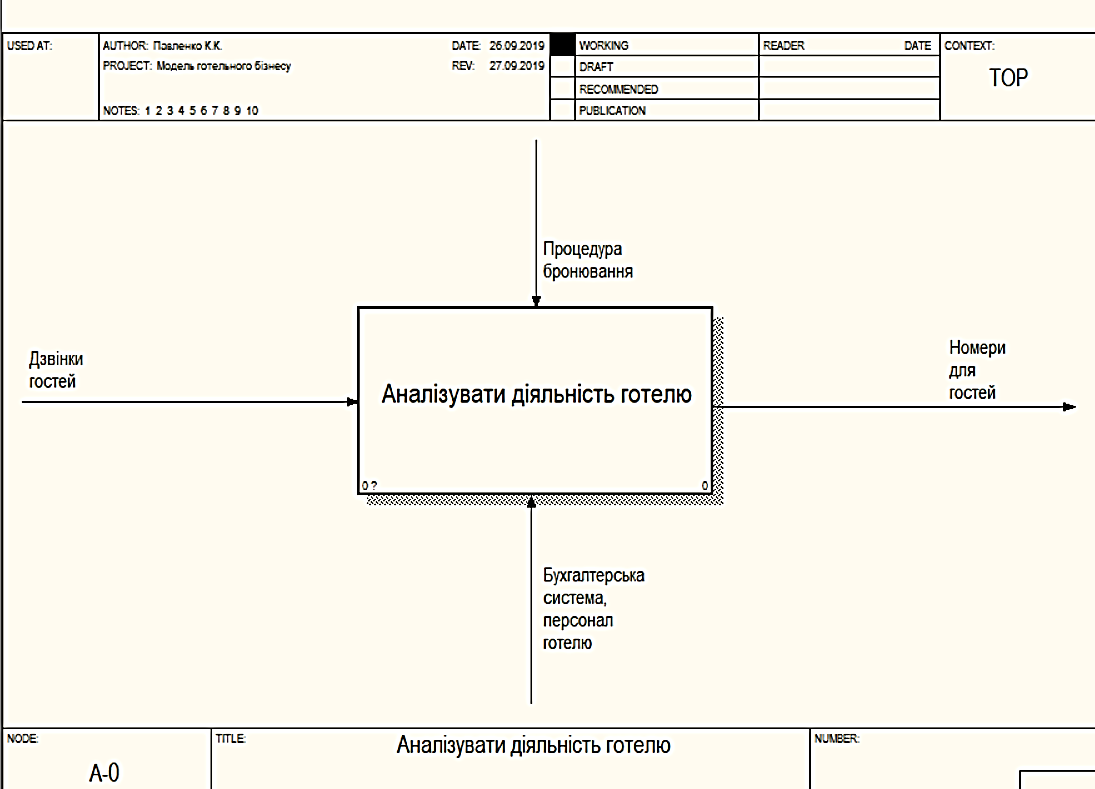 USED AT:
AUTHOR: Павленко К.К.
DATE: 26.09.2019
PROJECT: Модель готельного бізнесу
REV: 27.09.2019
NOTES: 1 2 3 4 5 6 7 8 9 10
WORKING
DRAFT
RECOMMENDED
PUBLICATION
READER DATE
CONTEXT:
TOP
Процедура
бронювання
Дзвінки
гостей
Аналізувати діяльність готелю
0 ?
0
Номери
для
гостей
Бухгалтерська
система,
персонал
готелю
NODE:
A-0
TITLE:
Аналізувати діяльність готелю
NUMBER: